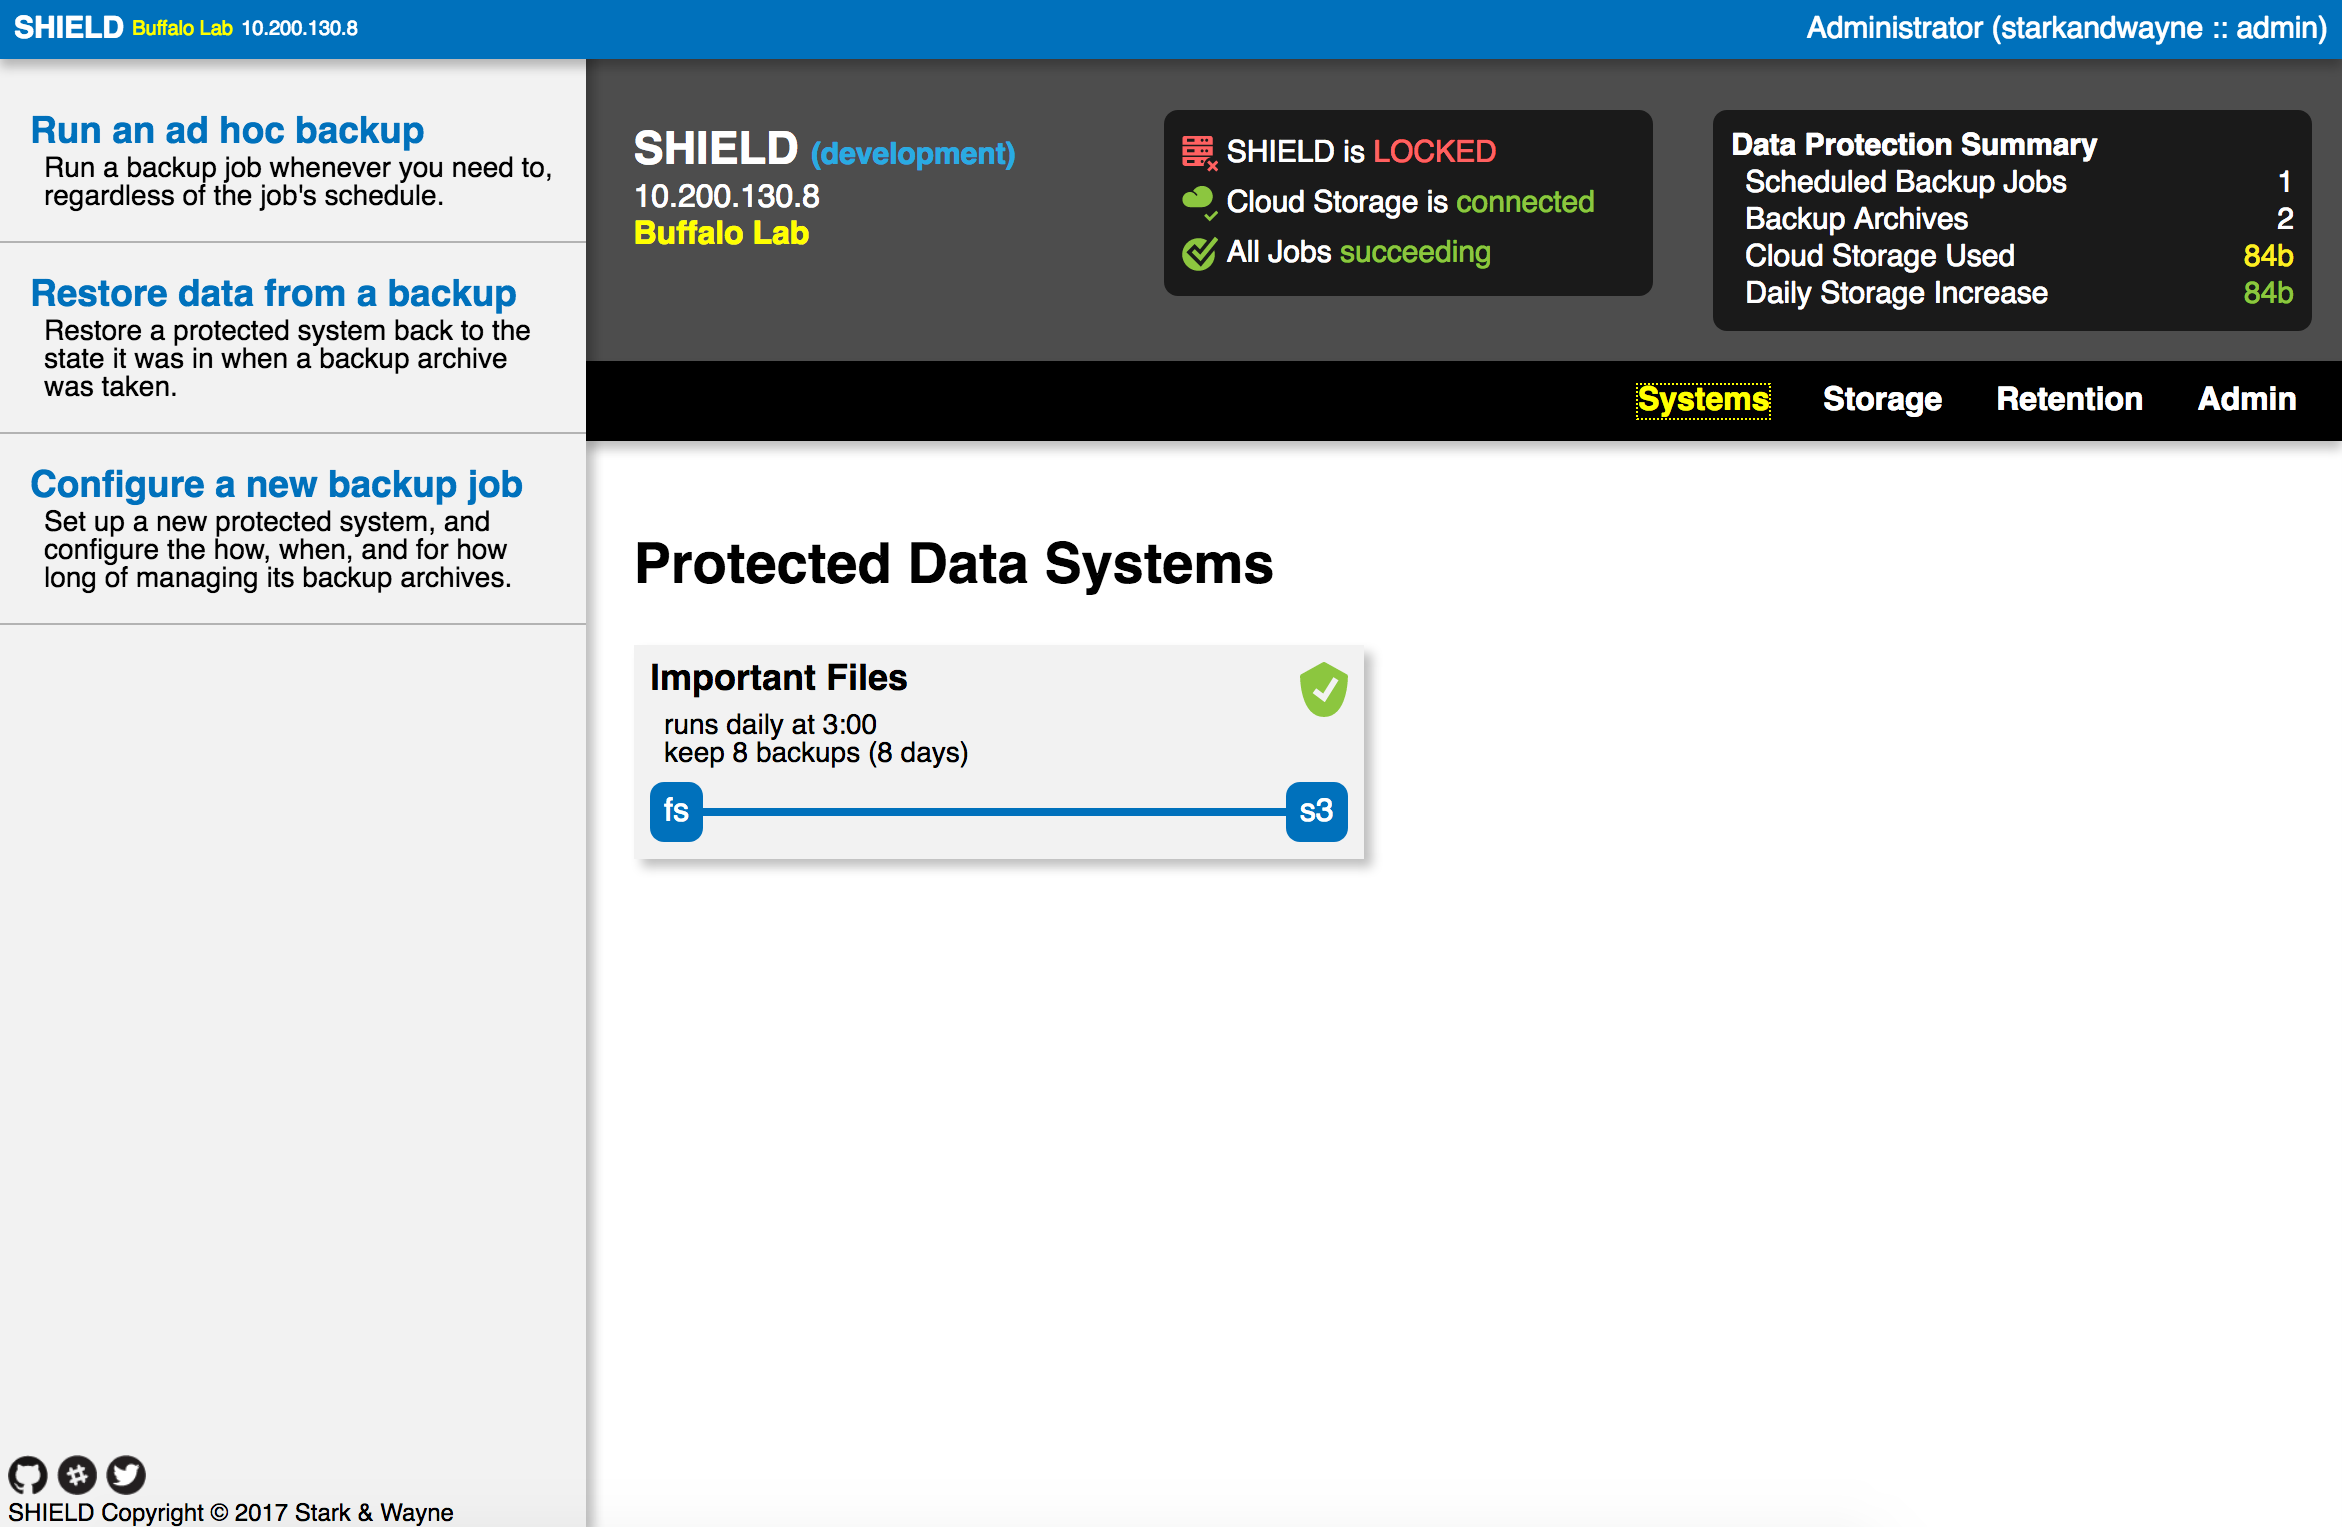 SHIELD Buffalo Lab 10.200.130.8
Administrator (starkandwayne :: admin)
Run an ad hoc backup
Run a backup job whenever you need to,
regardless of the job's schedule.
Restore data from a backup
Restore a protected system back to the
state it was in when a backup archive
was taken.
Configure a new backup job
Set up a new protected system, and
configure the how, when, and for how
long of managing its backup archives.
SHIELD (development)
10.200.130.8
Buffalo Lab
SHIELD is LOCKED
Cloud Storage is connected
All Jobs succeeding
Data Protection Summary
Scheduled Backup Jobs 1
Backup Archives 2
Cloud Storage Used 84b
Daily Storage Increase 84b
Systems Storage Retention Admin
Protected Data Systems
Important Files
runs daily at 3:00
keep 8 backups (8 days)
fs s3
SHIELD Copyright © 2017 Stark & Wayne